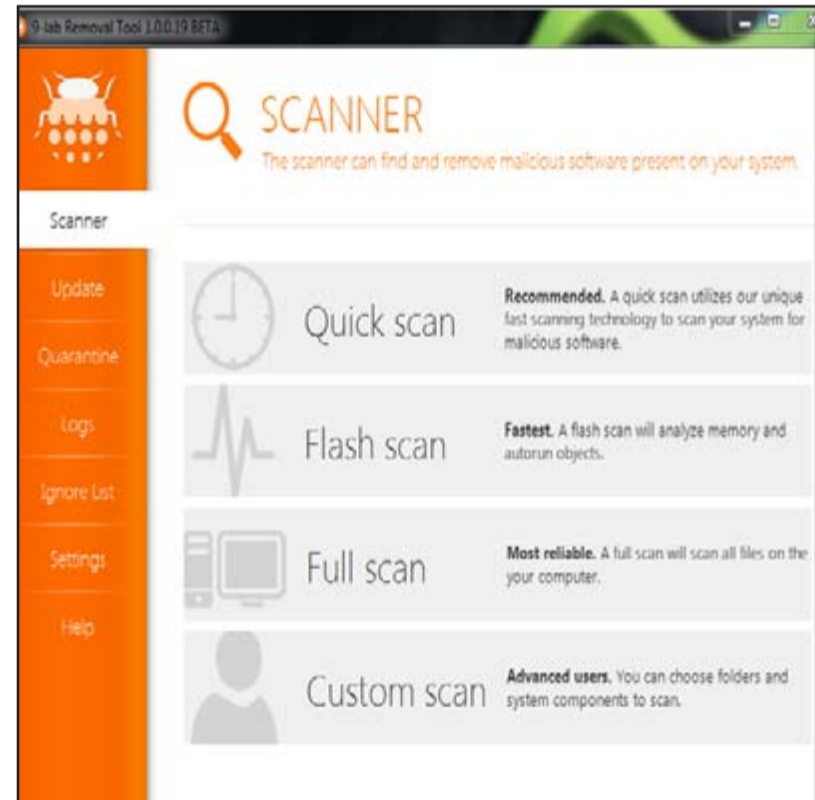 9-lab Removal Tool 1.0.0.19 BETA
SCANNER
The scanner can find and remove malicious software present on your system.
Scanner
Update
Quarantine
Logs
Ignore List
Settings
Help
Quick scan
Recommended. A quick scan utilizes our unique
fast scanning technology to scan your system for
malicious software.
Flash scan
Fastest. A flash scan will analyze memory and
autorun objects.
Full scan
Most reliable. A full scan will scan all files on the
your computer.
Custom scan
Advanced users. You can choose folders and
system components to scan.